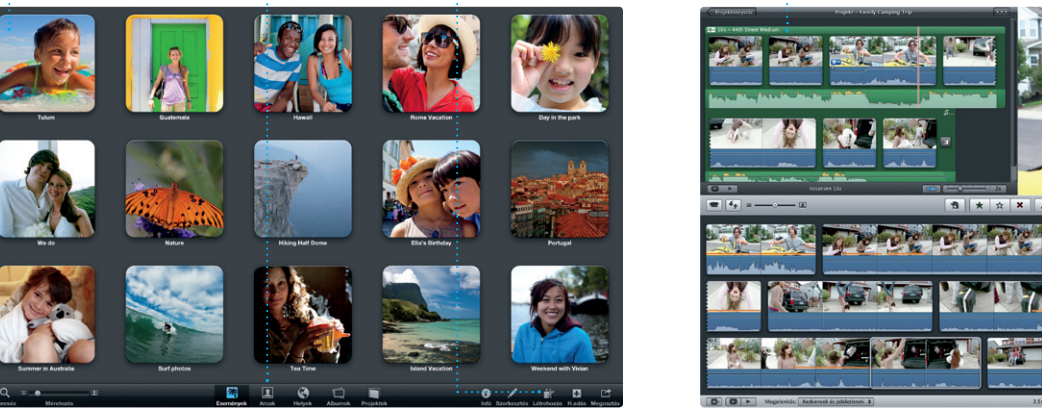 Tulum
Guatemala
Hawaii
Rome Vacation
Day in the park
We do
Nature
Hiking Half Dome
Ella's Birthday
Portugal
Summer in Australia
Surf photos
Tea Time
Island Vacation
Weekend with Vivian
Méretezés
Események
Arcok
Helyek
Albumok
Projektek
Infó
Szerkesztés
Létrehozás
H.adás
Megosztás
Projektkönyvtár
Projekt – Family Camping Trip
Összesen
Megjelenítés:
Kedvencek és jelöletlenek